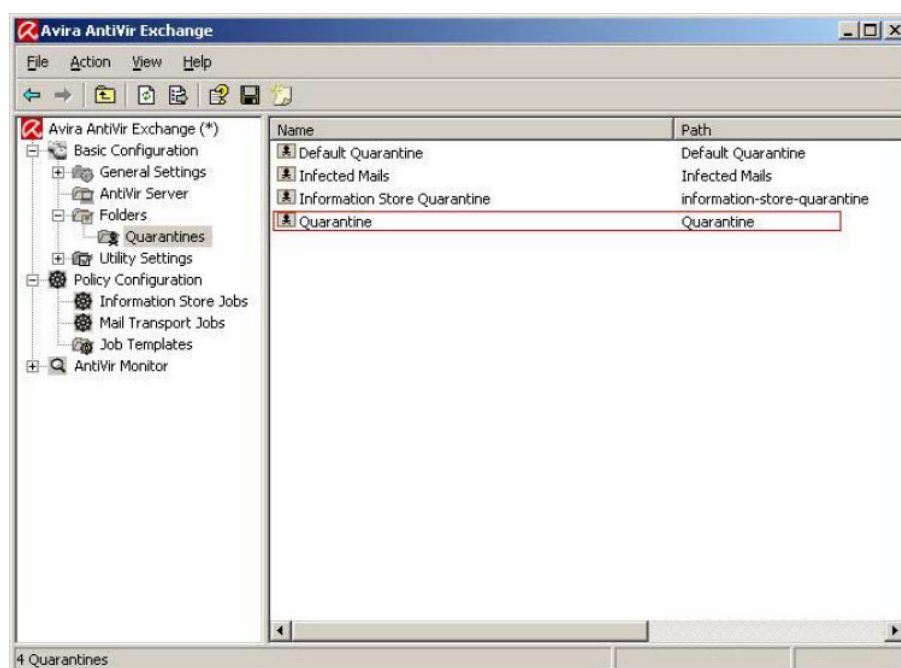 Avira AntiVir Exchange
File Action View Help
Avira AntiVir Exchange (*)
Basic Configuration
General Settings
AntiVir Server
Folders
Quarantines
Utility Settings
Policy Configuration
Information Store Jobs
Mail Transport Jobs
Job Templates
AntiVir Monitor
Name Path
Default Quarantine Default Quarantine
Infected Mails Infected Mails
Information Store Quarantine information-store-quarantine
Quarantine Quarantine
4 Quarantines